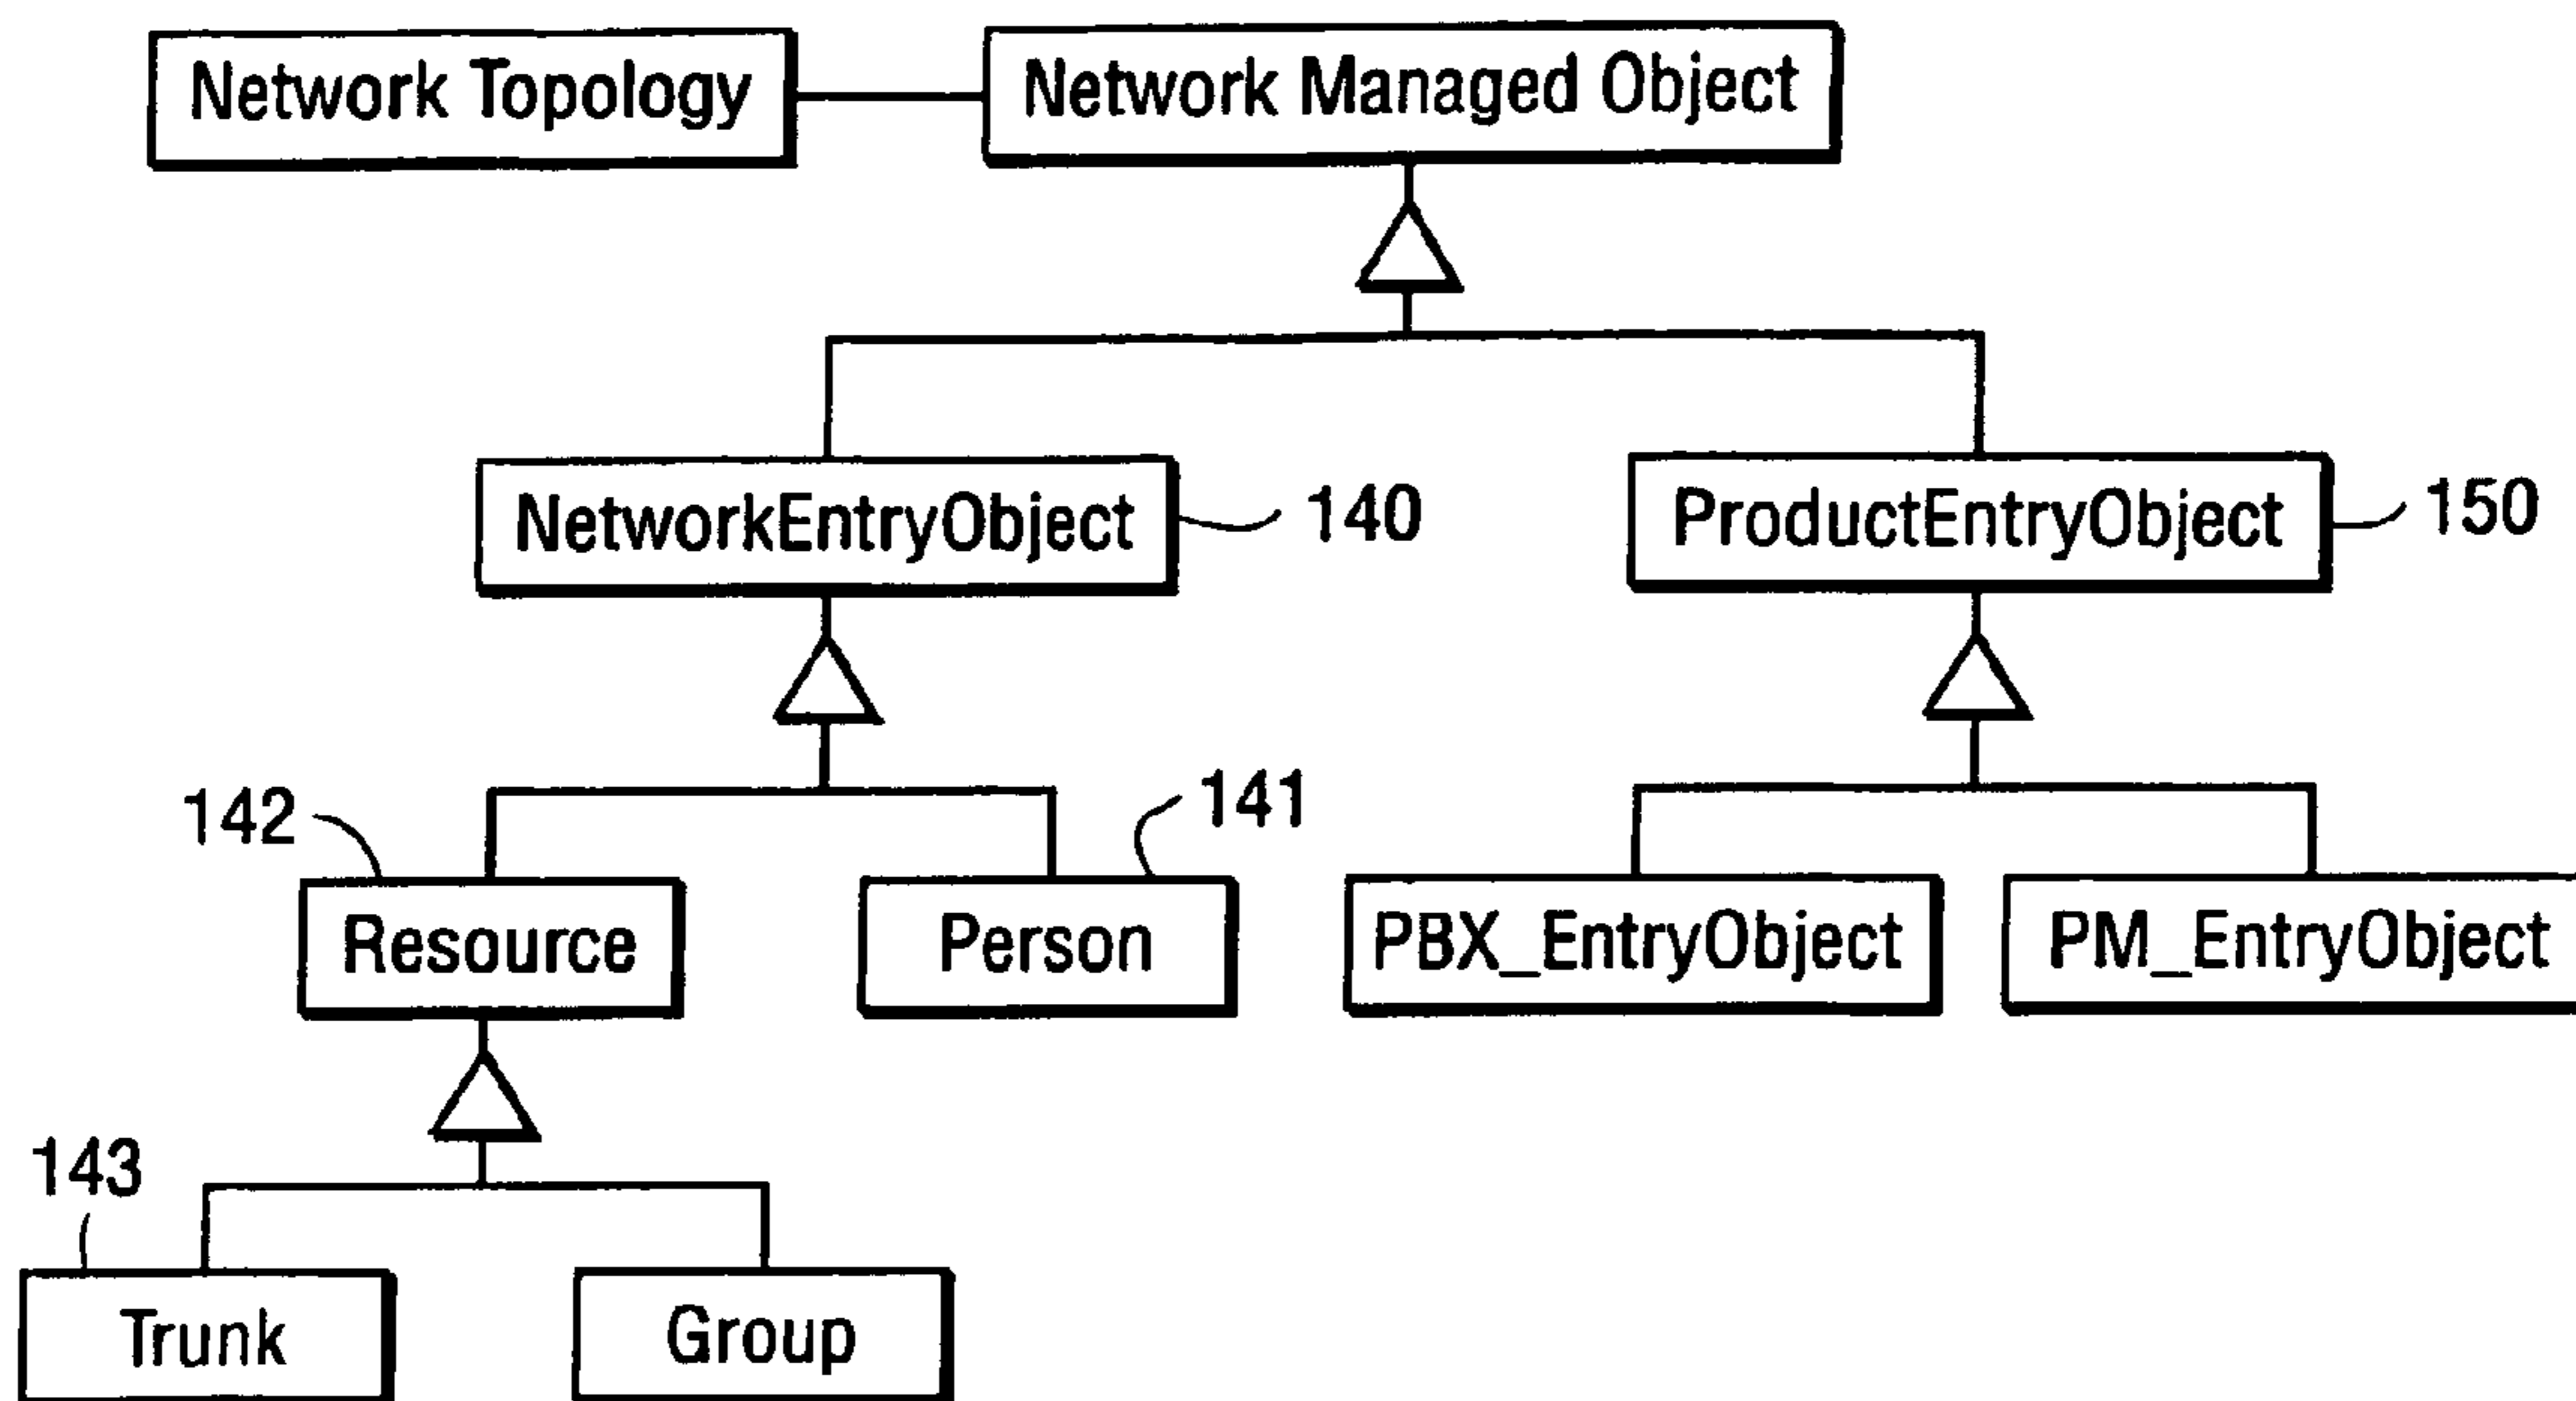 Network Topology
Network Managed Object
NetworkEntryObject
140
ProductEntryObject
150
142
141
Resource
Person
PBX_EntryObject
PM_EntryObject
143
Trunk
Group